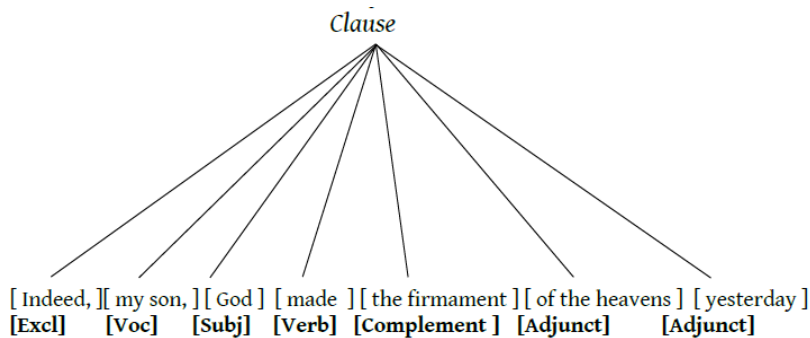 Clause
[ Indeed, ][ my son, ] [ God ] [ made ] [ the firmament ] [ of the heavens ] [ yesterday ]
[Excl] [Voc] [Subj] [Verb] [Complement ] [Adjunct] [Adjunct]